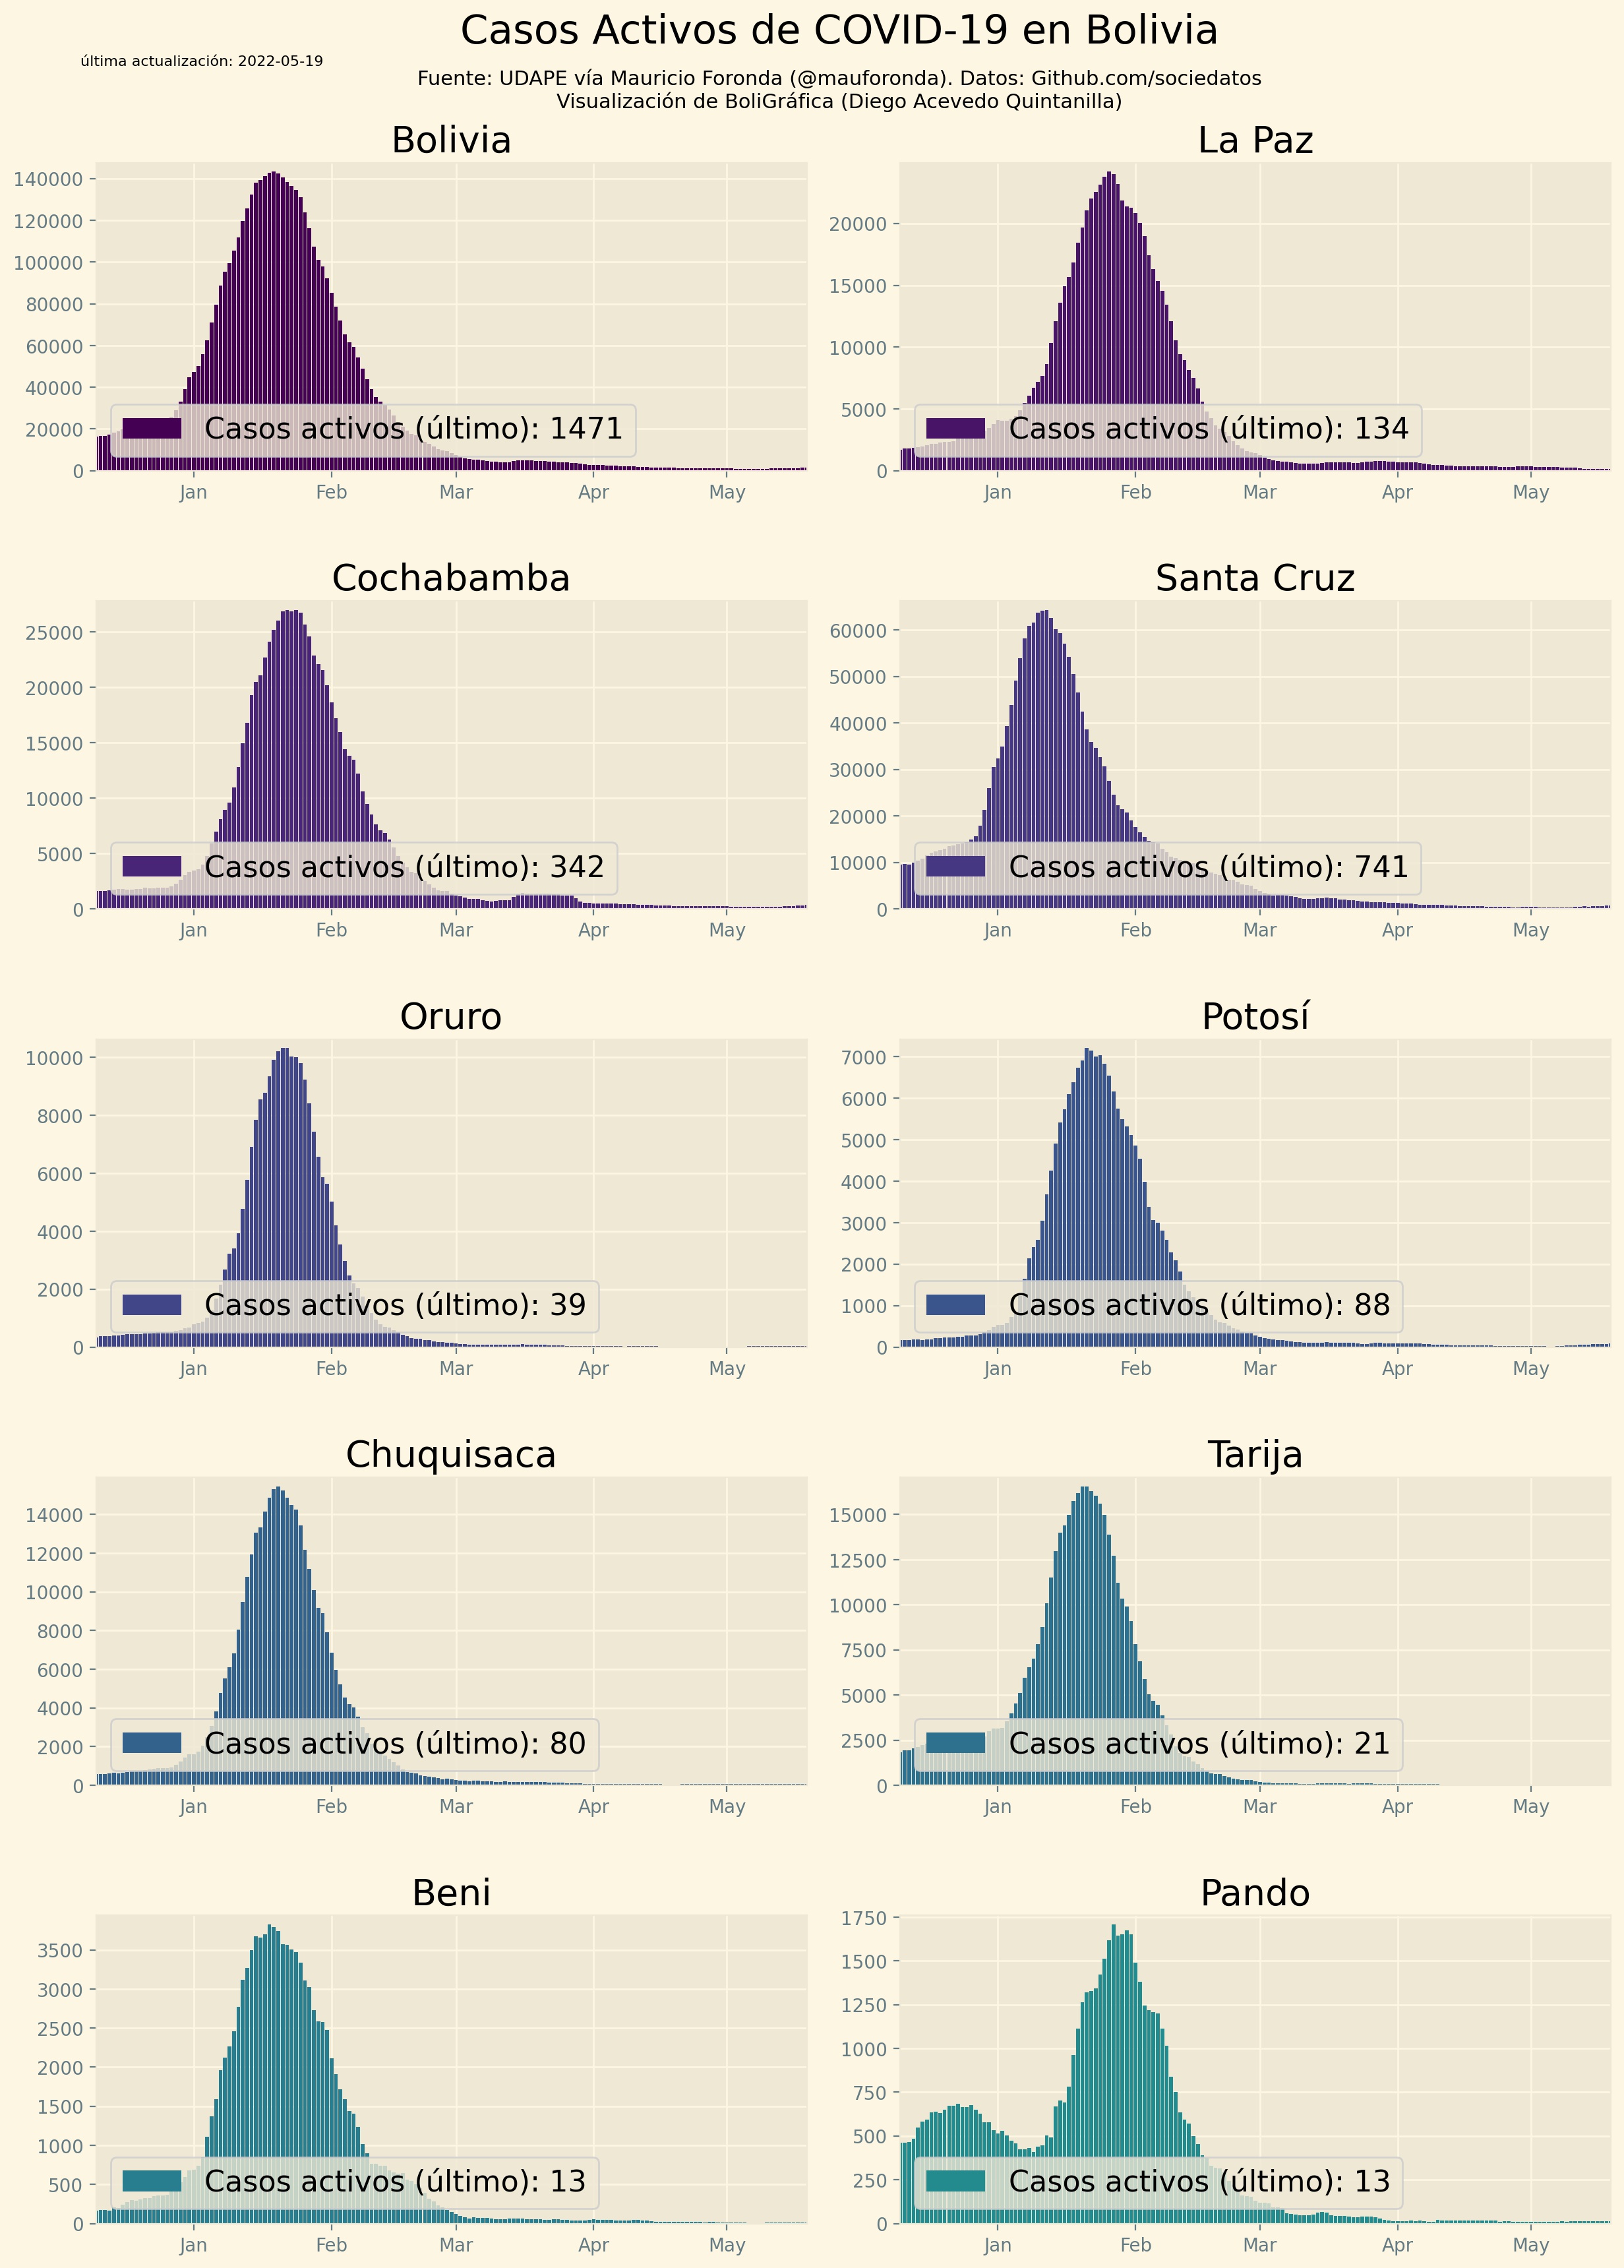 Casos Activos de COVID-19 en Bolivia
última actualización: 2022-05-19
Fuente: UDAPE vía Mauricio Foronda (@mauforonda). Datos: Github.com/sociedatos
Visualización de BoliGráfica (Diego Acevedo Quintanilla)
Bolivia
140000
120000
100000
80000
60000
40000
20000
0
Casos activos (último): 1471
Jan Feb Mar Apr May
La Paz
20000
15000
10000
5000
0
Casos activos (último): 134
Jan Feb Mar Apr May
Cochabamba
25000
20000
15000
10000
5000
0
Casos activos (último): 342
Jan Feb Mar Apr May
Santa Cruz
60000
50000
40000
30000
20000
10000
0
Casos activos (último): 741
Jan Feb Mar Apr May
Oruro
10000
8000
6000
4000
2000
0
Casos activos (último): 39
Jan Feb Mar Apr May
Potosí
7000
6000
5000
4000
3000
2000
1000
0
Casos activos (último): 88
Jan Feb Mar Apr May
Chuquisaca
14000
12000
10000
8000
6000
4000
2000
0
Casos activos (último): 80
Jan Feb Mar Apr May
Tarija
15000
12500
10000
7500
5000
2500
0
Casos activos (último): 21
Jan Feb Mar Apr May
Beni
3500
3000
2500
2000
1500
1000
500
0
Casos activos (último): 13
Jan Feb Mar Apr May
Pando
1750
1500
1250
1000
750
500
250
0
Casos activos (último): 13
Jan Feb Mar Apr May